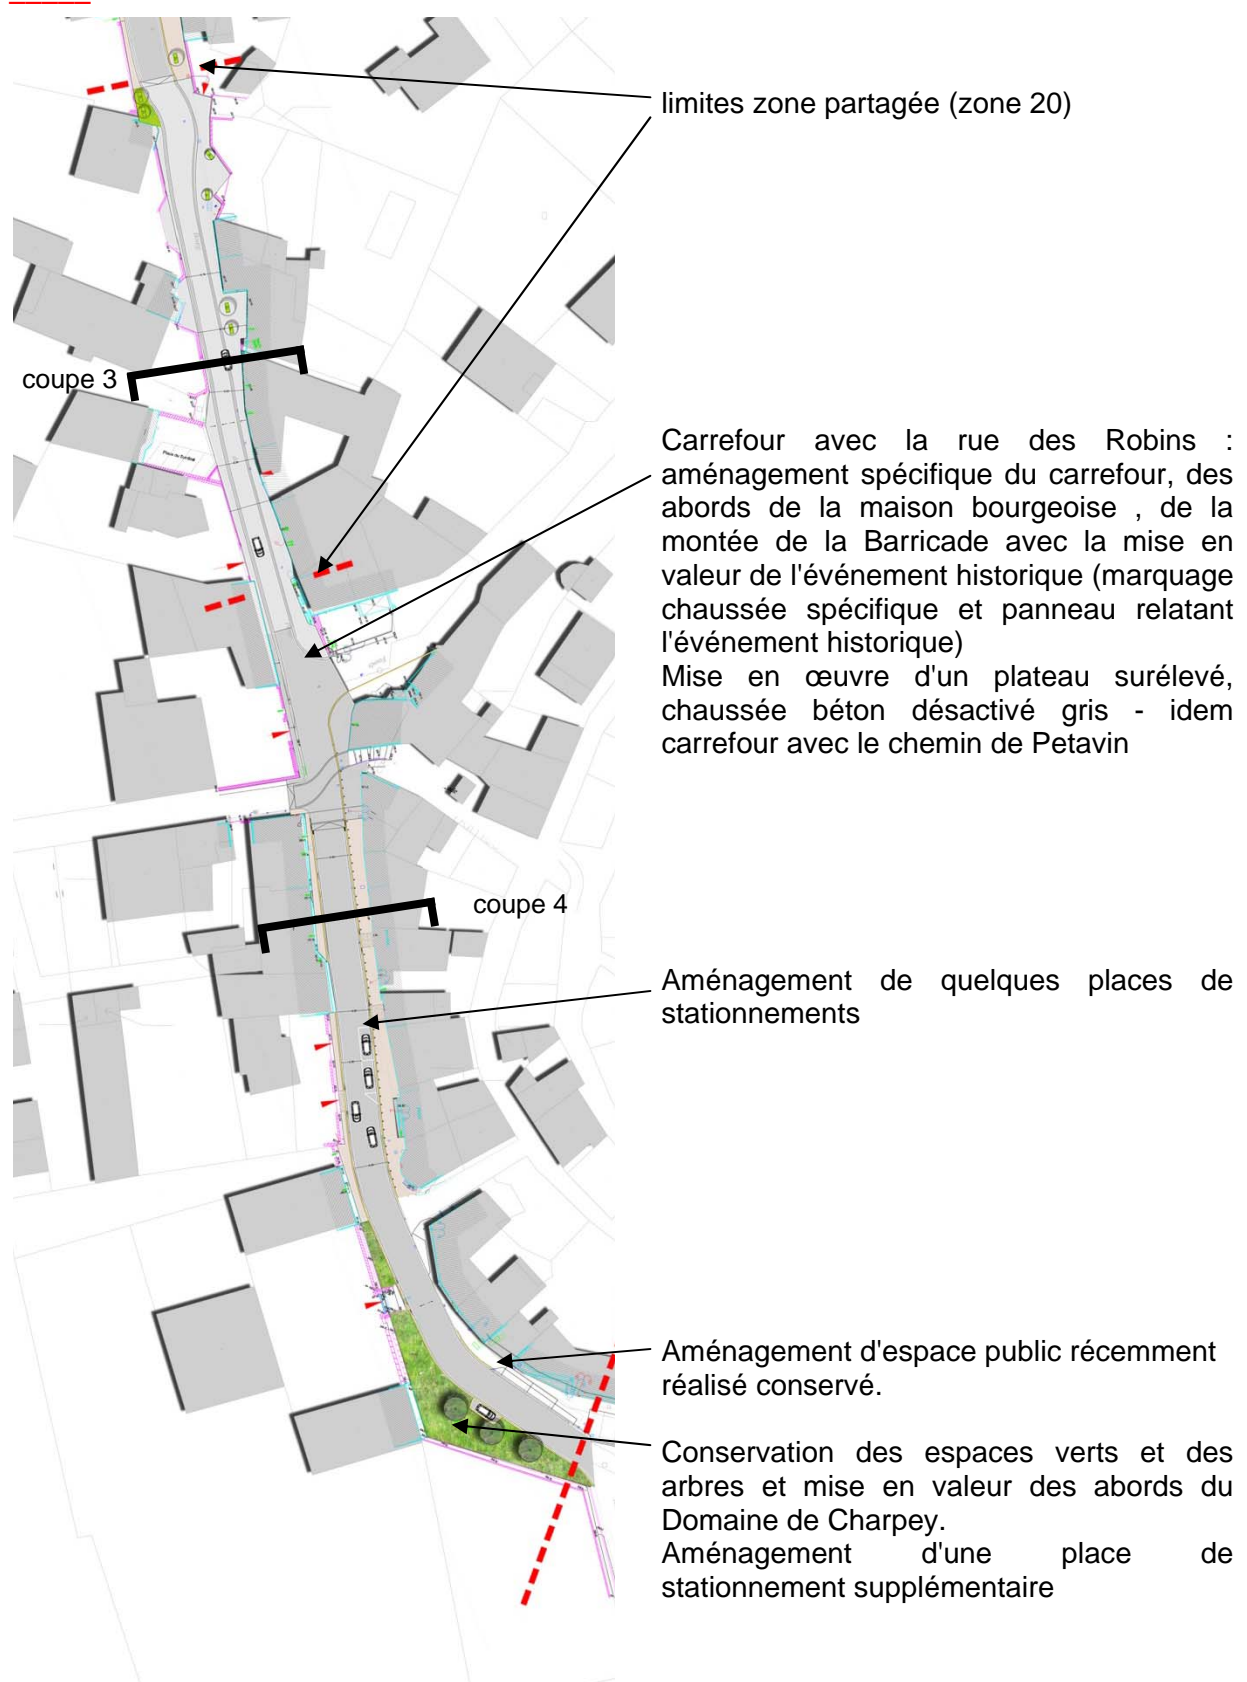 limites zone partagée (zone 20)
coupe 3
Carrefour avec la rue des Robins :
aménagement spécifique du carrefour, des
abords de la maison bourgeoise , de la
montée de la Barricade avec la mise en
valeur de l'événement historique (marquage
chaussée spécifique et panneau relatant
l'événement historique)
Mise en œuvre d'un plateau surélevé,
chaussée béton désactivé gris - idem
carrefour avec le chemin de Petavin
coupe 4
Aménagement de quelques places de
stationnements
Aménagement d'espace public récemment
réalisé conservé.
Conservation des espaces verts et des
arbres et mise en valeur des abords du
Domaine de Charpey.
Aménagement d'une place de
stationnement supplémentaire